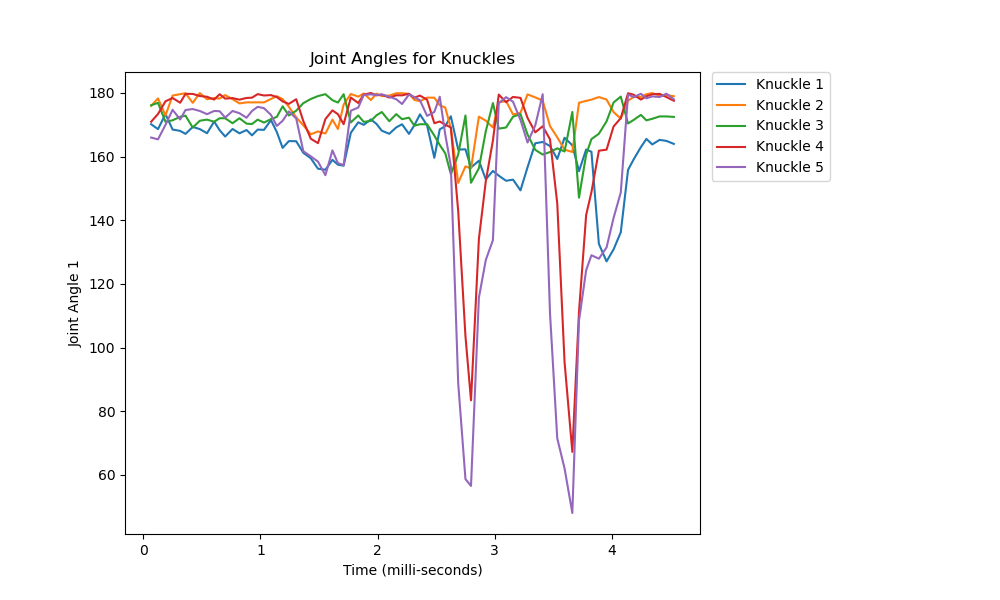 Joint Angles for Knuckles
Knuckle 1
Knuckle 2
Knuckle 3
Knuckle 4
Knuckle 5
Joint Angle 1
180
160
140
120
100
80
60
0 1 2 3 4
Time (milli-seconds)